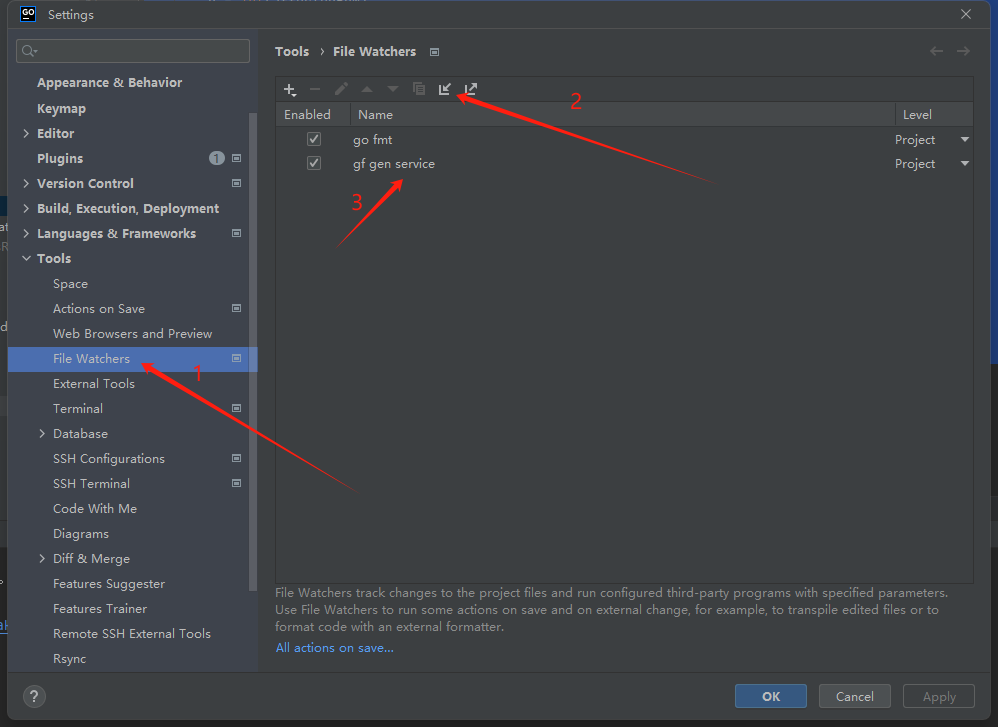 GO
Settings
Appearance & Behavior
Keymap
Editor
Plugins
1
Version Control
Build, Execution, Deployment
Languages & Frameworks
Tools
Space
Actions on Save
Web Browsers and Preview
File Watchers
External Tools
Terminal
Database
SSH Configurations
SSH Terminal
Code With Me
Diagrams
Diff & Merge
Features Suggester
Features Trainer
Remote SSH External Tools
Rsync
Tools › File Watchers
Enabled Name Level
go fmt Project
gf gen service Project
1
2
3
File Watchers track changes to the project files and run configured third-party programs with specified parameters.
Use File Watchers to run some actions on save and on external change, for example, to transpile edited files or to
format code with an external formatter.
All actions on save...
?
OK Cancel Apply